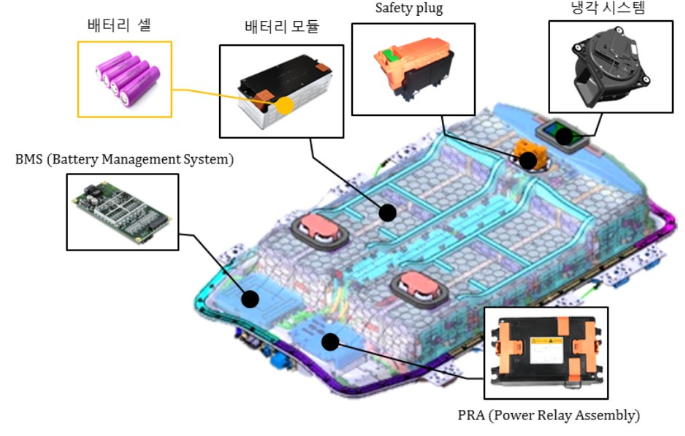 배터리 셀
배터리 모듈
Safety plug
냉각 시스템
BMS (Battery Management System)
PRA (Power Relay Assembly)